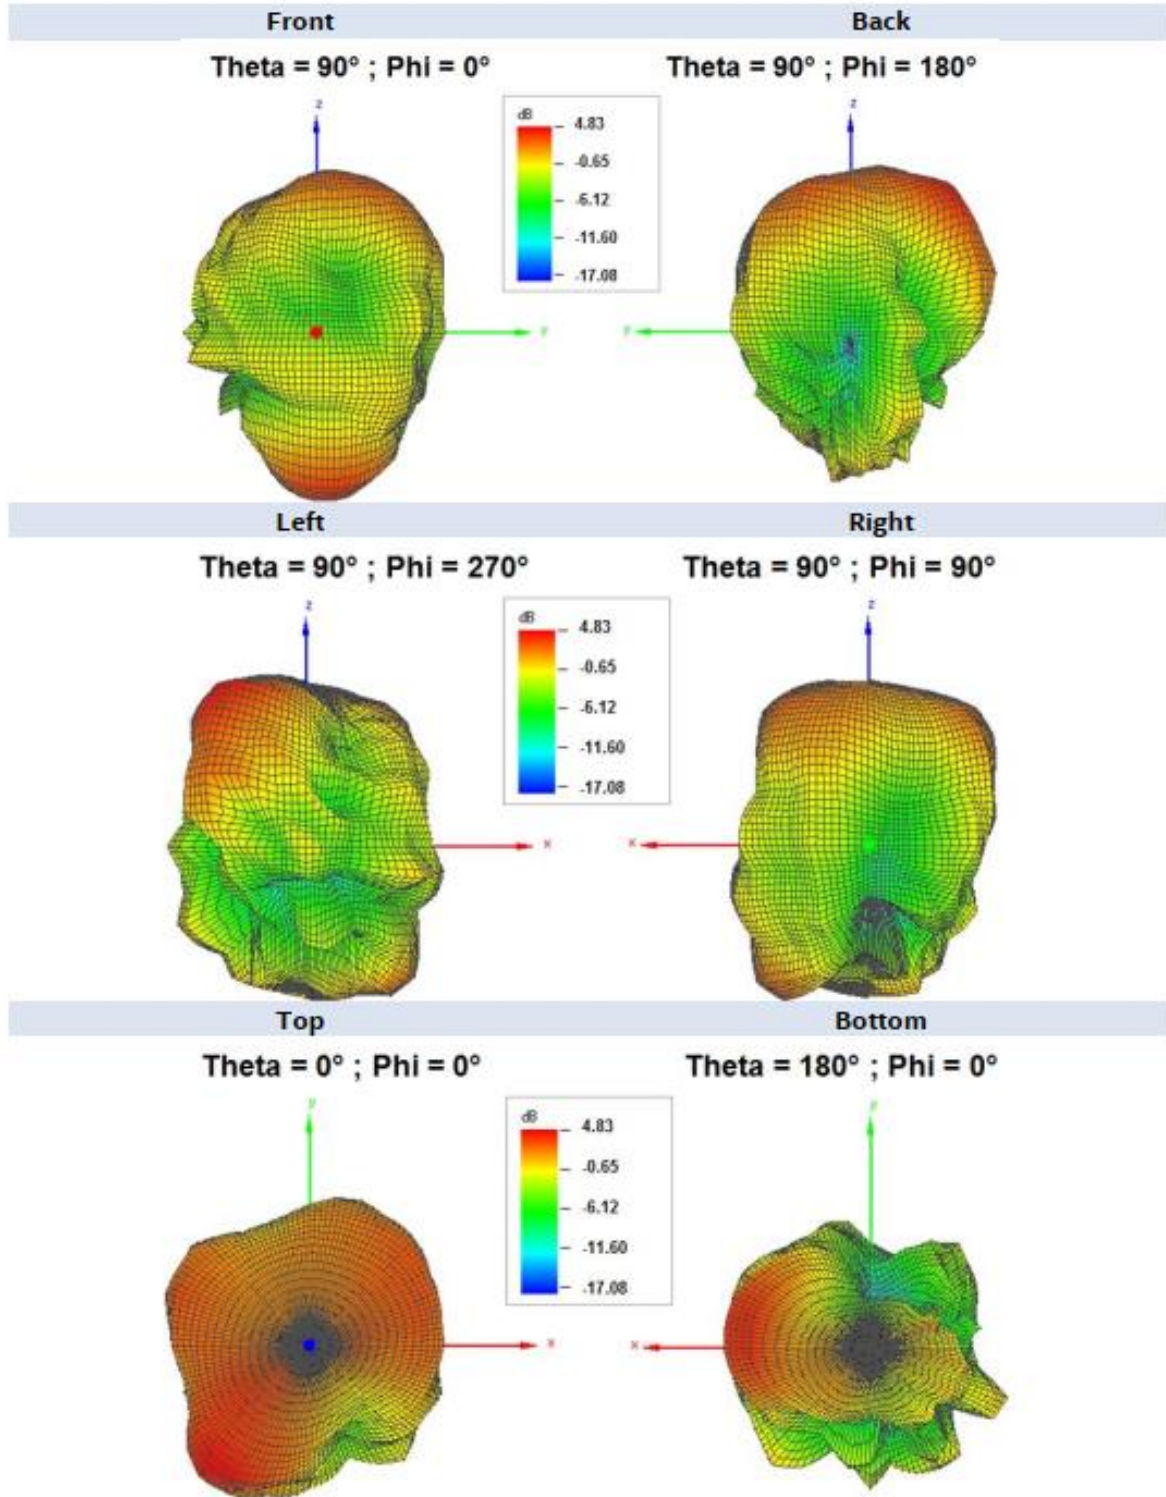 Front Back
Theta = 90° ; Phi = 0° Theta = 90° ; Phi = 180°
z z
dB
4.83
-0.65
-6.12
-11.60
-17.08
y y
Left Right
Theta = 90° ; Phi = 270° Theta = 90° ; Phi = 90°
z z
dB
4.83
-0.65
-6.12
-11.60
-17.08
x x
Top Bottom
Theta = 0° ; Phi = 0° Theta = 180° ; Phi = 0°
y y
dB
4.83
-0.65
-6.12
-11.60
-17.08
x x